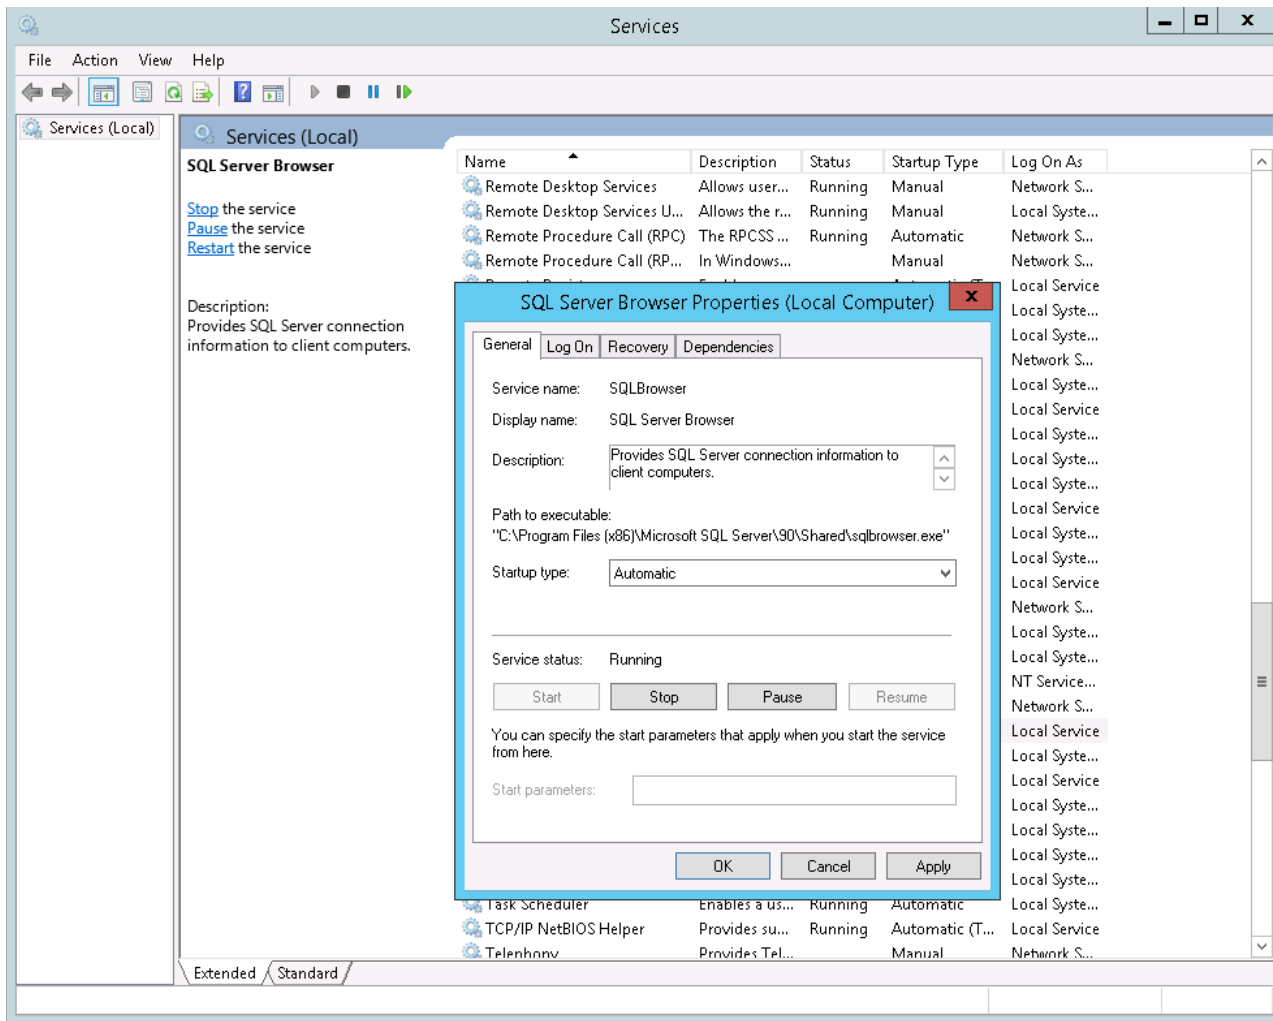 Services
File Action View Help
Services (Local)
Services (Local)
SQL Server Browser
Stop the service
Pause the service
Restart the service
Description:
Provides SQL Server connection
information to client computers.
Name Description Status Startup Type Log On As
Remote Desktop Services Allows user... Running Manual Network S...
Remote Desktop Services U... Allows the r... Running Manual Local Syste...
Remote Procedure Call (RPC) The RPCSS ... Running Automatic Network S...
Remote Procedure Call (RP... In Windows... Manual Network S...
Local Service
Local Syste...
Local Syste...
Network S...
Local Syste...
Local Service
Local Syste...
Local Syste...
Local Syste...
Local Service
Local Syste...
Local Syste...
Local Service
Network S...
Local Syste...
Local Syste...
NT Service...
Network S...
Local Service
Local Syste...
Local Service
Local Syste...
Local Syste...
Local Syste...
Local Syste...
SQL Server Browser Properties (Local Computer)
General Log On Recovery Dependencies
Service name: SQLBrowser
Display name: SQL Server Browser
Description: Provides SQL Server connection information to
client computers.
Path to executable:
"C:\Program Files (x86)\Microsoft SQL Server\90\Shared\sqlbrowser.exe"
Startup type: Automatic
Service status: Running
Start Stop Pause Resume
You can specify the start parameters that apply when you start the service
from here.
Start parameters:
OK Cancel Apply
Task Scheduler Enables a us... Running Automatic Local Syste...
TCP/IP NetBIOS Helper Provides su... Running Automatic (T... Local Service
Telephony Provides Tel... Manual Network S...
Extended Standard